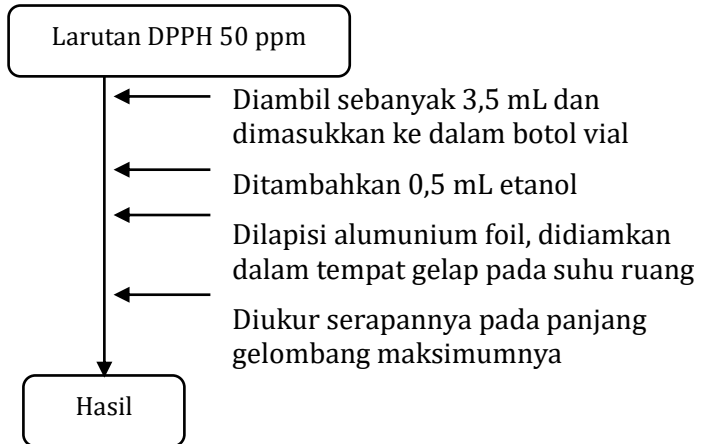 Larutan DPPH 50 ppm
Diambil sebanyak 3,5 mL dan
dimasukkan ke dalam botol vial
Ditambahkan 0,5 mL etanol
Dilapisi alumunium foil, didiamkan
dalam tempat gelap pada suhu ruang
Diukur serapannya pada panjang
gelombang maksimumnya
Hasil